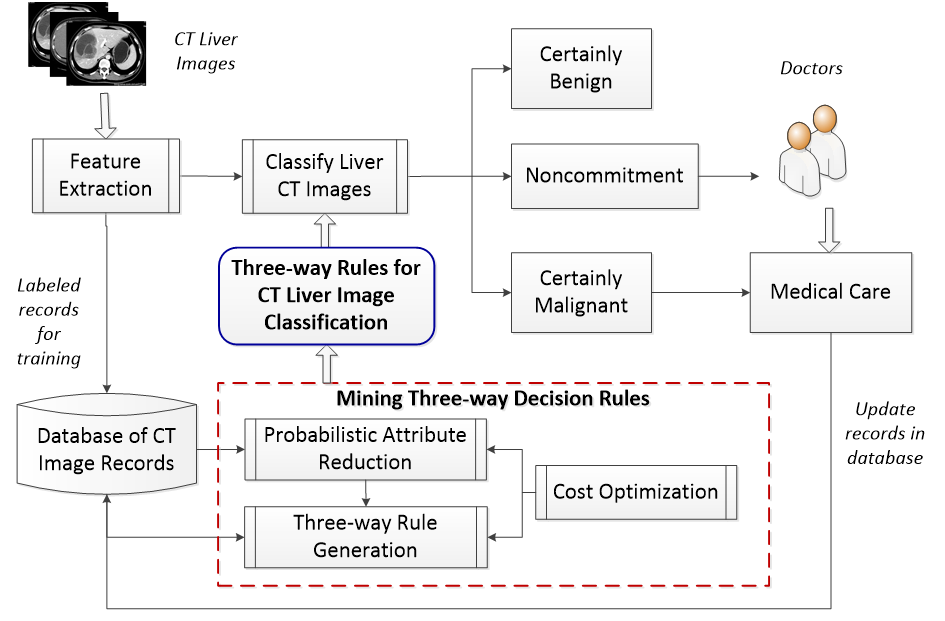 CT Liver
Images
Certainly
Benign
Doctors
Feature
Extraction
Classify Liver
CT Images
Noncommitment
Three-way Rules for
CT Liver Image
Classification
Certainly
Malignant
Medical Care
Labeled
records
for
training
Mining Three-way Decision Rules
Database of CT
Image Records
Probabilistic Attribute
Reduction
Cost Optimization
Three-way Rule
Generation
Update
records in
database